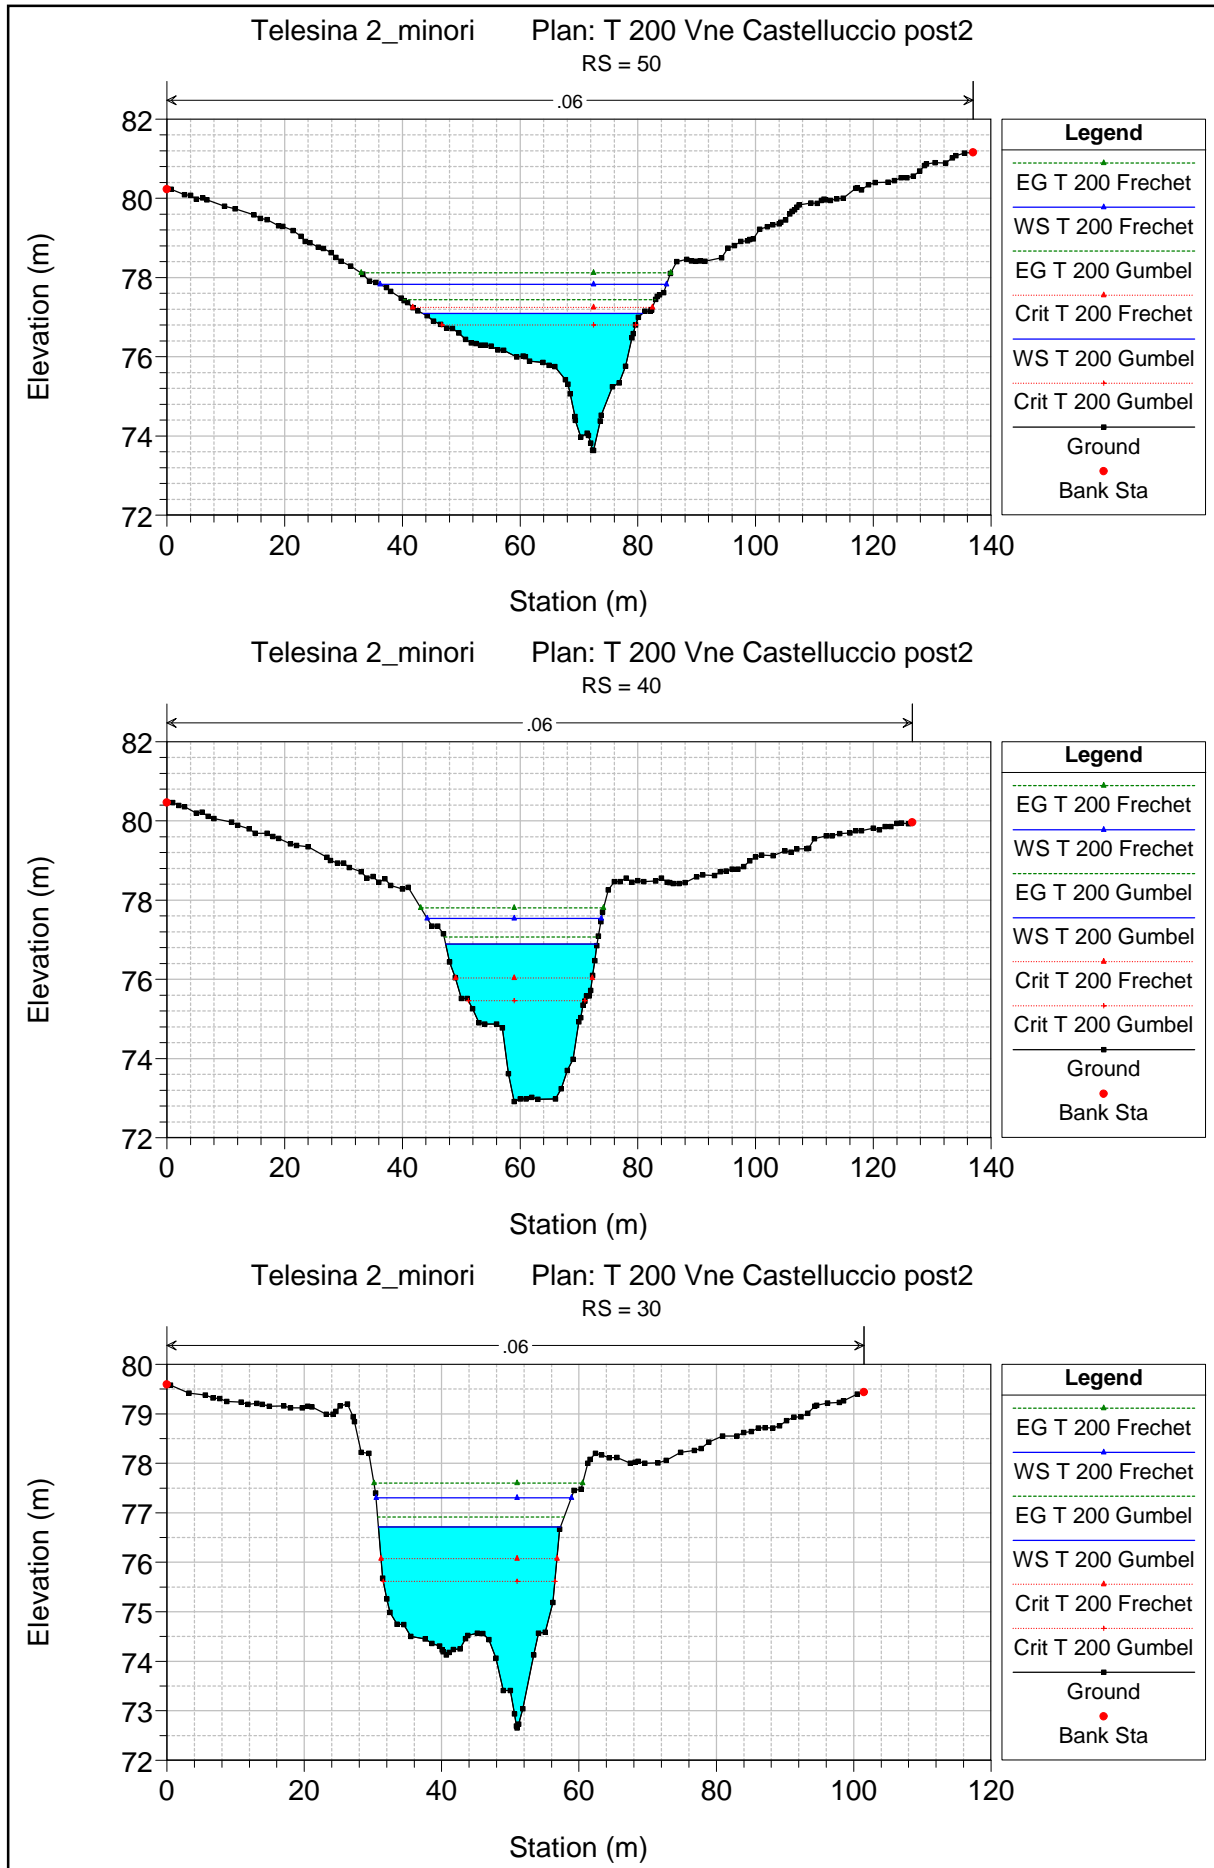 Telesina 2_minori Plan: T 200 Vne Castelluccio post2
RS = 50
.06
82
80
78
76
74
72
0 20 40 60 80 100 120 140
Elevation (m)
Station (m)
Legend
EG T 200 Frechet
WS T 200 Frechet
EG T 200 Gumbel
Crit T 200 Frechet
WS T 200 Gumbel
Crit T 200 Gumbel
Ground
Bank Sta
Telesina 2_minori Plan: T 200 Vne Castelluccio post2
RS = 40
.06
82
80
78
76
74
72
0 20 40 60 80 100 120 140
Elevation (m)
Station (m)
Legend
EG T 200 Frechet
WS T 200 Frechet
EG T 200 Gumbel
WS T 200 Gumbel
Crit T 200 Frechet
Crit T 200 Gumbel
Ground
Bank Sta
Telesina 2_minori Plan: T 200 Vne Castelluccio post2
RS = 30
.06
80
79
78
77
76
75
74
73
72
0 20 40 60 80 100 120
Elevation (m)
Station (m)
Legend
EG T 200 Frechet
WS T 200 Frechet
EG T 200 Gumbel
WS T 200 Gumbel
Crit T 200 Frechet
Crit T 200 Gumbel
Ground
Bank Sta